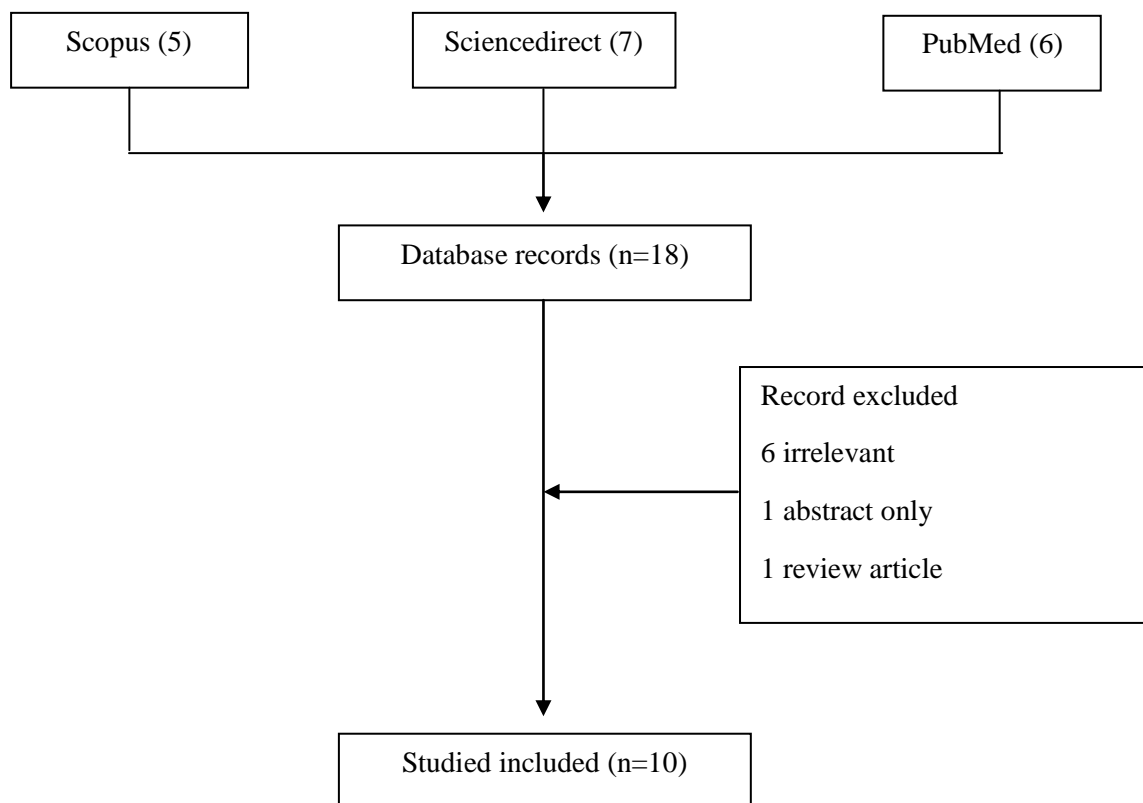 Scopus (5)
Sciencedirect (7)
PubMed (6)
Database records (n=18)
Record excluded
6 irrelevant
1 abstract only
1 review article
Studied included (n=10)